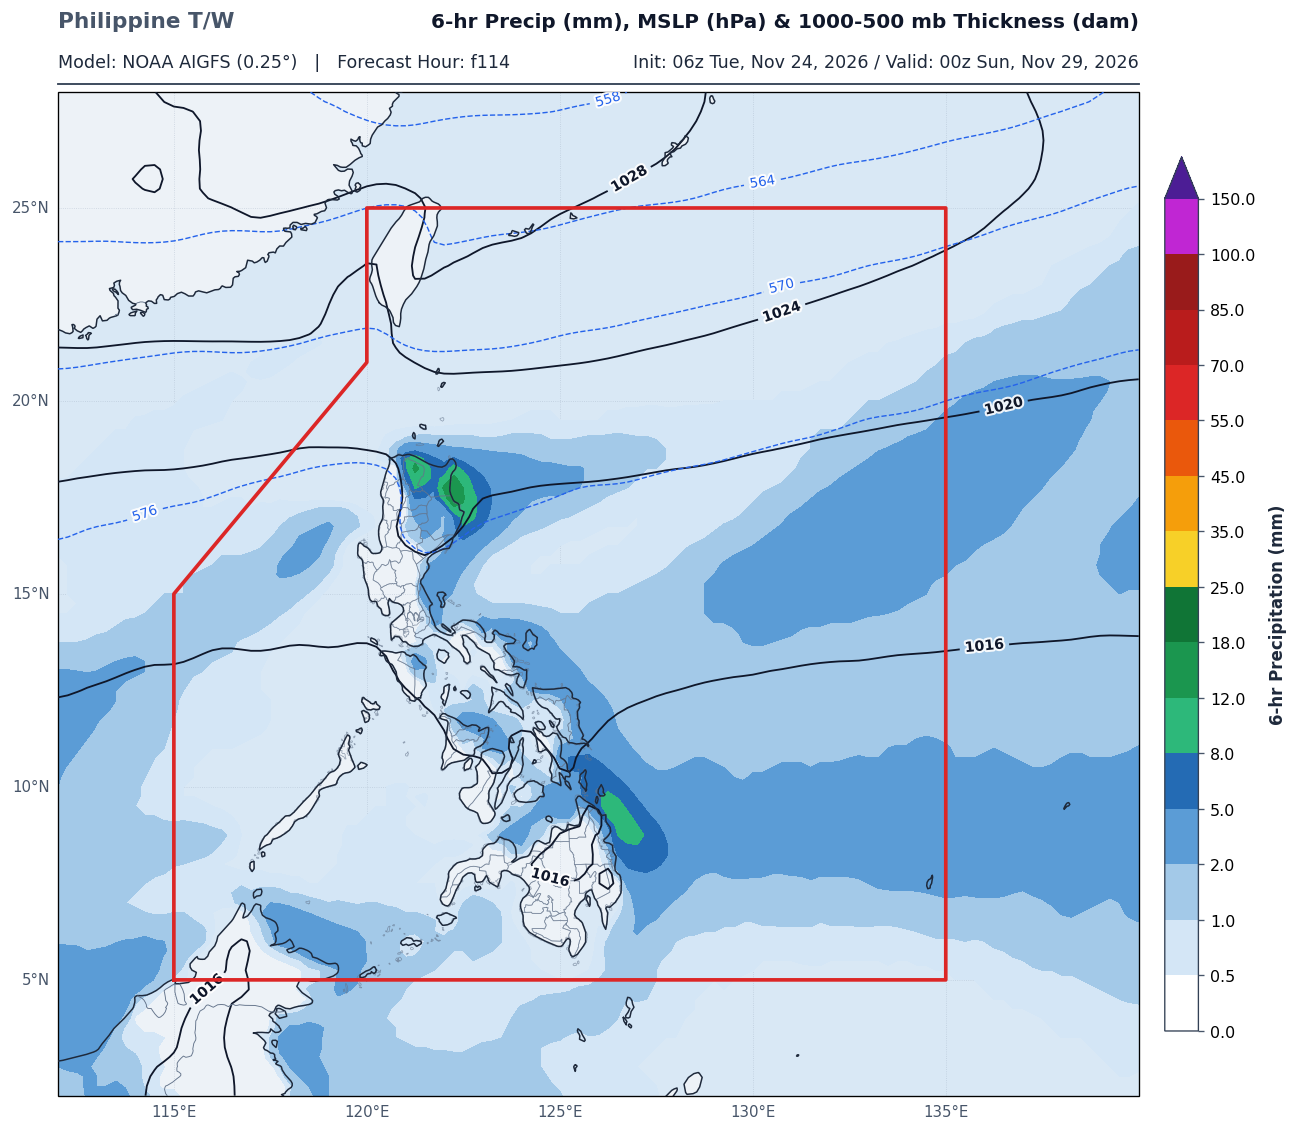 Philippine T/W
6-hr Precip (mm), MSLP (hPa) & 1000-500 mb Thickness (dam)
Model: NOAA AIGFS (0.25°) | Forecast Hour: f114
Init: 06z Tue, Nov 24, 2026 / Valid: 00z Sun, Nov 29, 2026
558
1028
564
570
1024
1020
576
1016
1016
1016
25°N
20°N
15°N
10°N
5°N
115°E
120°E
125°E
130°E
135°E
150.0
100.0
85.0
70.0
55.0
45.0
35.0
25.0
18.0
12.0
8.0
5.0
2.0
1.0
0.5
0.0
6-hr Precipitation (mm)